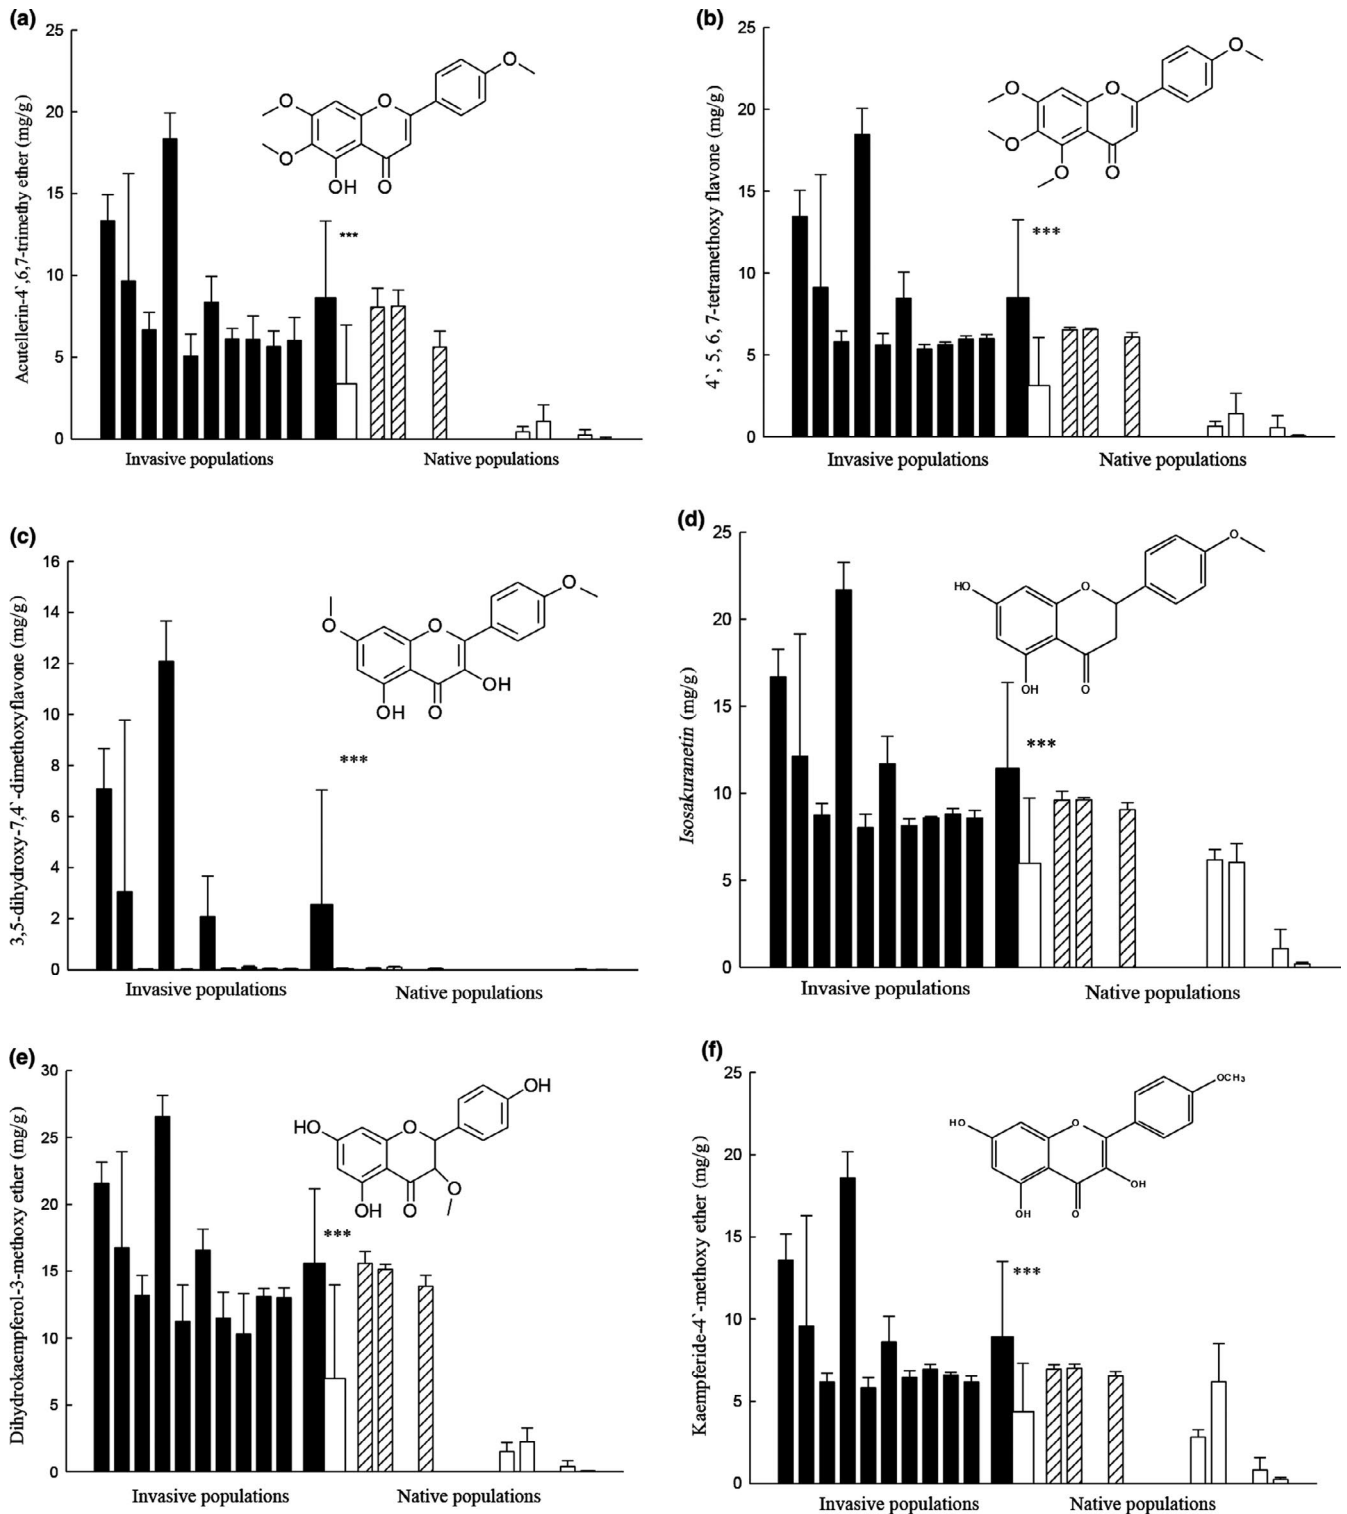 (a)
25
20
15
10
5
0
Acutellerin-4`,6,7-trimethy ether (mg/g)
O
O
O
O
OH
O
***
Invasive populations
Native populations
(b)
25
20
15
10
5
0
4`, 5, 6, 7-tetramethoxy flavone (mg/g)
O
O
O
O
O
O
***
Invasive populations
Native populations
(c)
16
14
12
10
8
6
4
2
0
3,5-dihydroxy-7,4`-dimethoxyflavone (mg/g)
O
O
O
OH
OH
O
***
Invasive populations
Native populations
(d)
25
20
15
10
5
0
Isosakuranetin (mg/g)
O
HO
O
OH
O
***
Invasive populations
Native populations
(e)
30
25
20
15
10
5
0
Dihydrokaempferol-3-methoxy ether (mg/g)
OH
HO
O
O
OH
O
***
Invasive populations
Native populations
(f)
25
20
15
10
5
0
Kaempferide-4`-methoxy ether (mg/g)
OCH3
HO
O
OH
OH
O
***
Invasive populations
Native populations